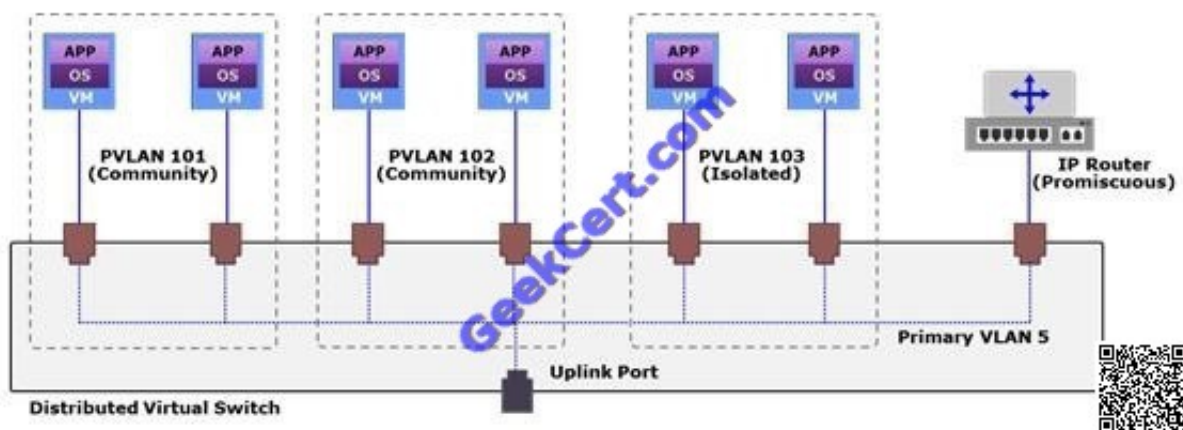 APP
OS
VM
APP
OS
VM
APP
OS
VM
APP
OS
VM
APP
OS
VM
APP
OS
VM
PVLAN 101
(Community)
PVLAN 102
(Community)
PVLAN 103
(Isolated)
IP Router
(Promiscuous)
GeekCert.com
Primary VLAN 5
Uplink Port
Distributed Virtual Switch